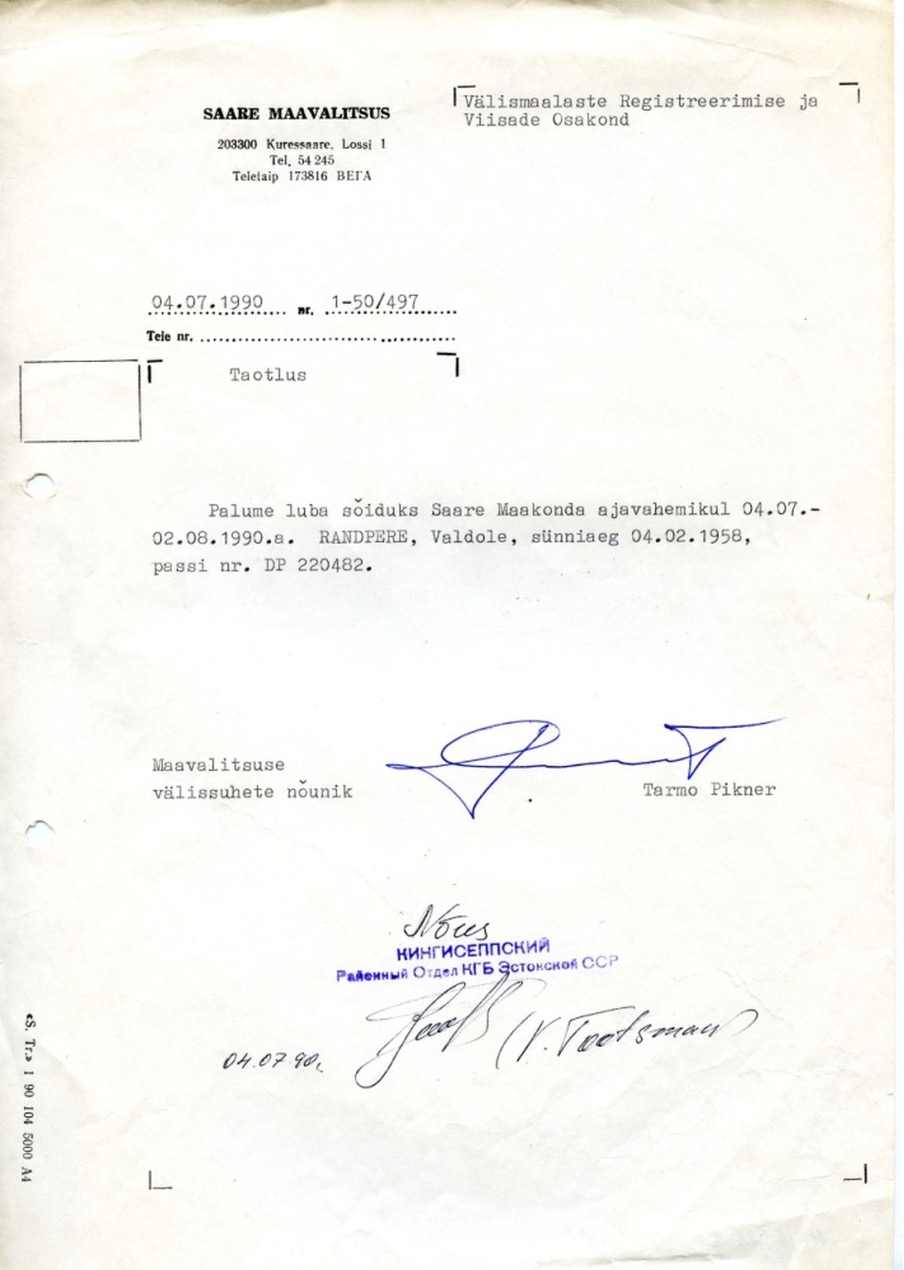 SAARE MAAVALITSUS
203300 Kuressaare, Lossi 1
Tel. 54 245
Teletaip 173816 ВЕГА
Välismaalaste Registreerimise ja
Viisade Osakond
04.07.1990 nr. 1-50/497
Teie nr.
Taotlus
Palume luba sõiduks Saare Maakonda ajavahemikul 04.07.-
02.08.1990.a. RANDPERE, Valdole, sünniaeg 04.02.1958,
passi nr. DP 220482.
Maavalitsuse
välissuhete nõunik
Tarmo Pikner
Nõus
КИНГИСЕППСКИЙ
Районный Отдел КГБ Эстонской ССР
(V. Tootsman)
04.07.90.
«S. Tr.» 1 90 104 5000 A4